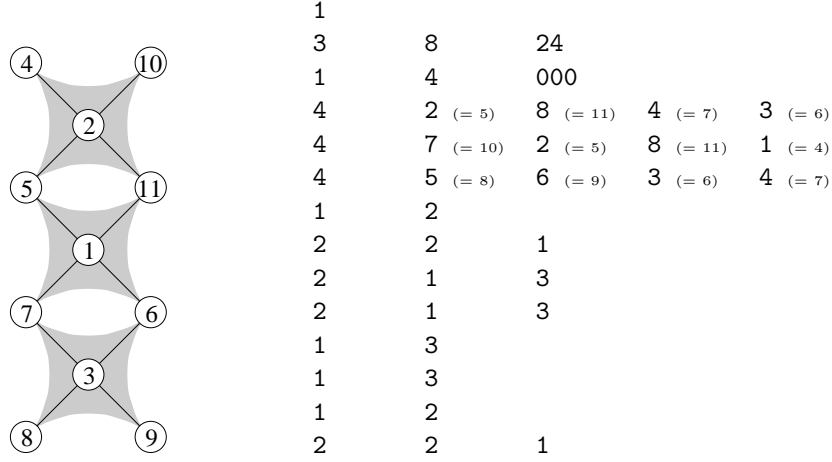 4 10
2
5 11
1
7 6
3
8 9
1
3 8 24
1 4 000
4 2 (= 5) 8 (= 11) 4 (= 7) 3 (= 6)
4 7 (= 10) 2 (= 5) 8 (= 11) 1 (= 4)
4 5 (= 8) 6 (= 9) 3 (= 6) 4 (= 7)
1 2
2 2 1
2 1 3
2 1 3
1 3
1 3
1 2
2 2 1